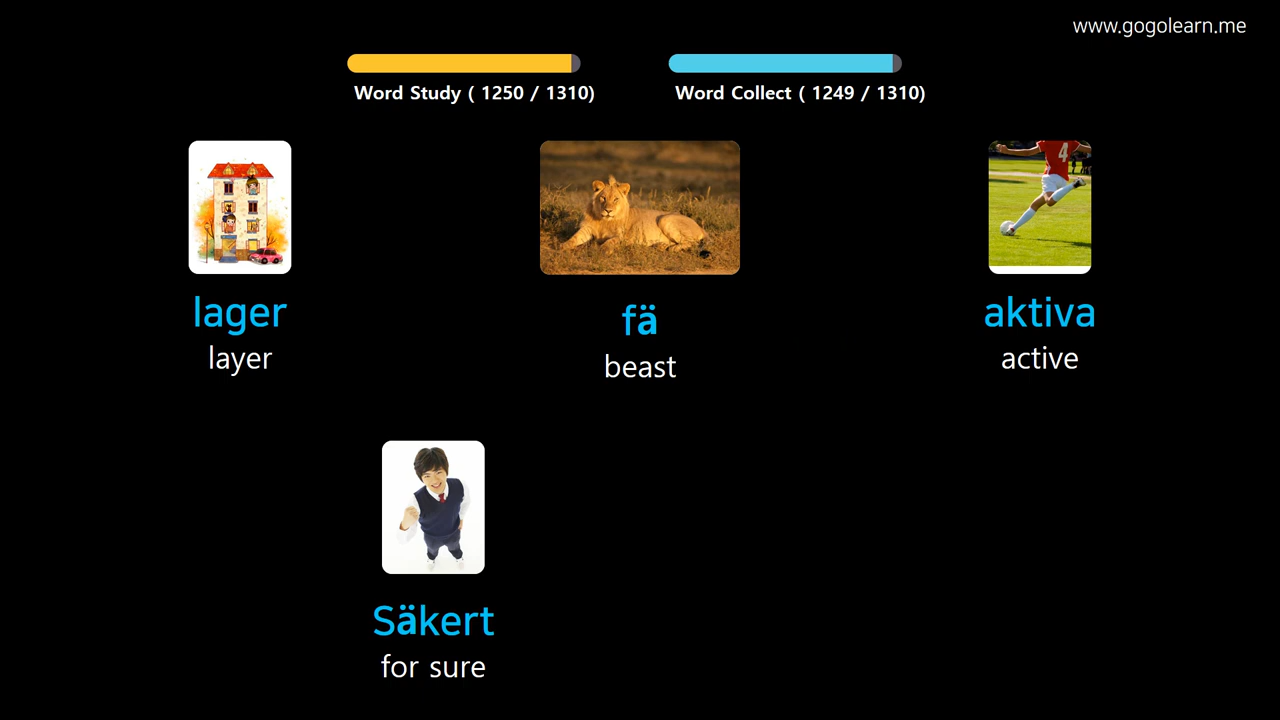 www.gogolearn.me
Word Study ( 1250 / 1310)
Word Collect ( 1249 / 1310)
4
lager
layer
fä
beast
aktiva
active
Säkert
for sure